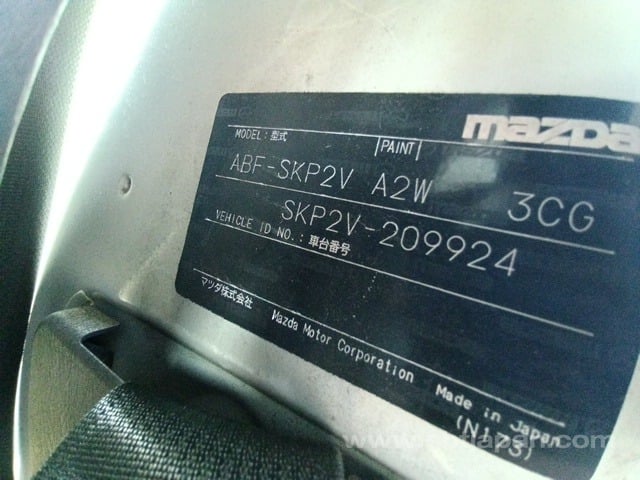 mazda
MODEL: 型式 PAINT
ABF-SKP2V A2W 3CG
SKP2V-209924
VEHICLE ID NO.: 車台番号
マツダ株式会社 Mazda Motor Corporation Made in Japan